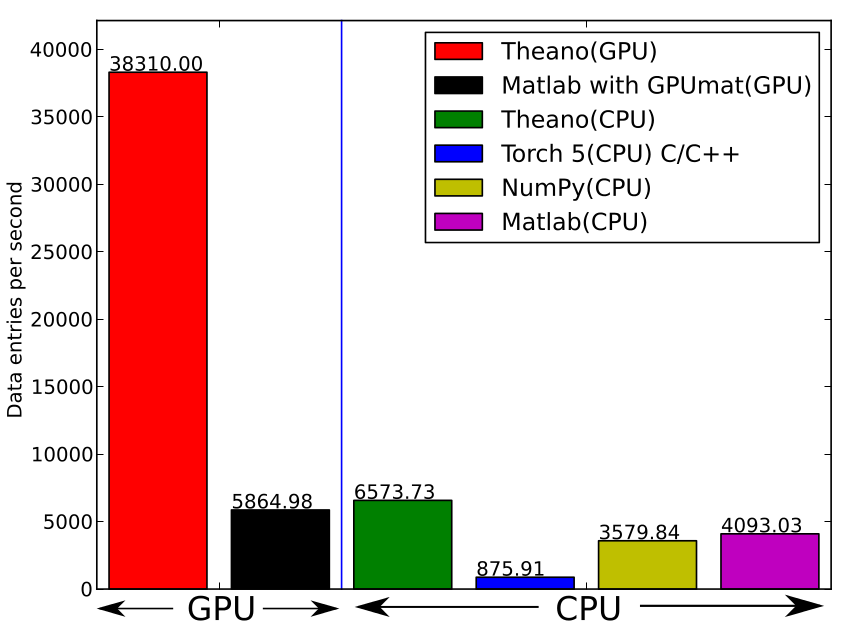 Data entries per second
40000
35000
30000
25000
20000
15000
10000
5000
0
38310.00
5864.98
6573.73
875.91
3579.84
4093.03
Theano(GPU)
Matlab with GPUmat(GPU)
Theano(CPU)
Torch 5(CPU) C/C++
NumPy(CPU)
Matlab(CPU)
GPU
CPU